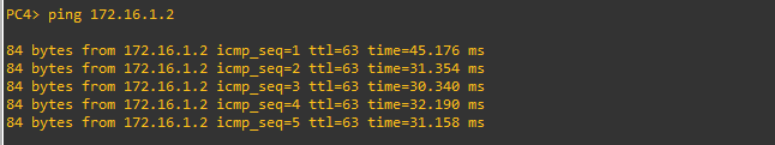 PC4> ping 172.16.1.2
84 bytes from 172.16.1.2 icmp_seq=1 ttl=63 time=45.176 ms
84 bytes from 172.16.1.2 icmp_seq=2 ttl=63 time=31.354 ms
84 bytes from 172.16.1.2 icmp_seq=3 ttl=63 time=30.340 ms
84 bytes from 172.16.1.2 icmp_seq=4 ttl=63 time=32.190 ms
84 bytes from 172.16.1.2 icmp_seq=5 ttl=63 time=31.158 ms